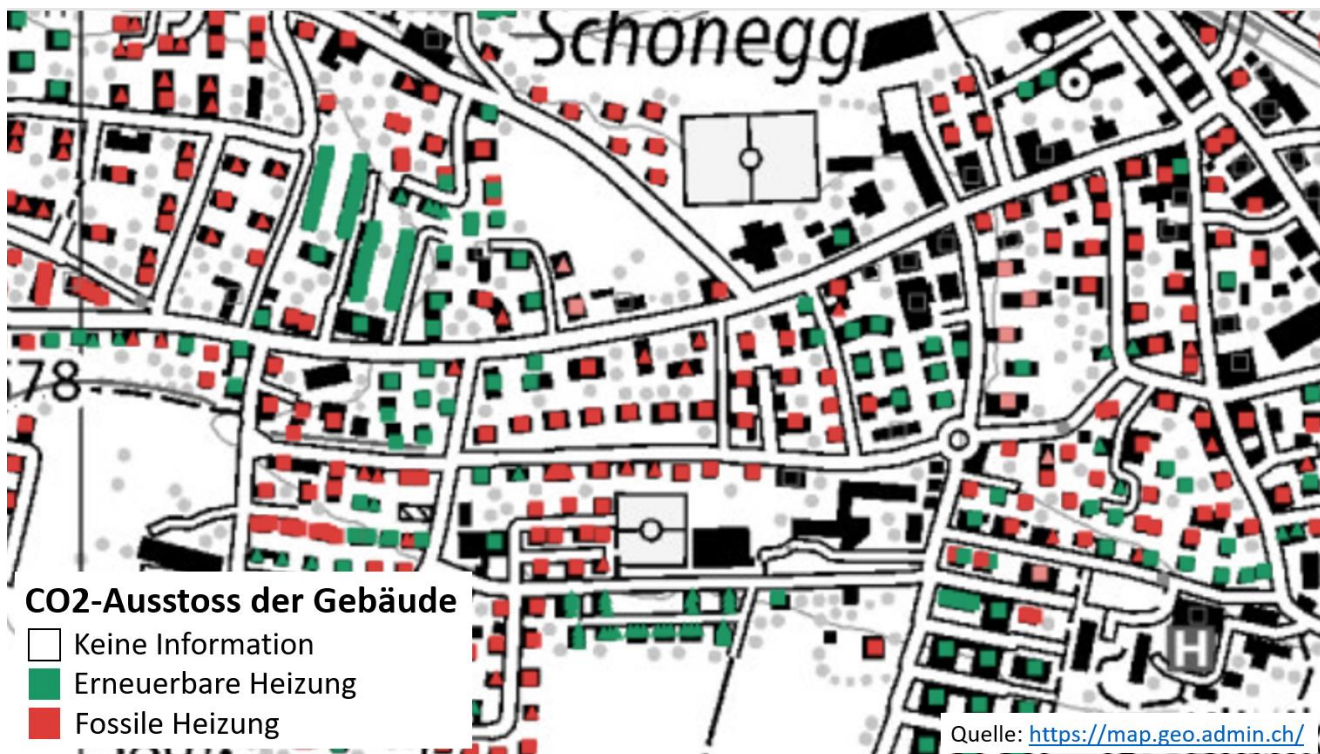 Schönegg
78
H
CO2-Ausstoss der Gebäude
Keine Information
Erneuerbare Heizung
Fossile Heizung
Quelle: https://map.geo.admin.ch/